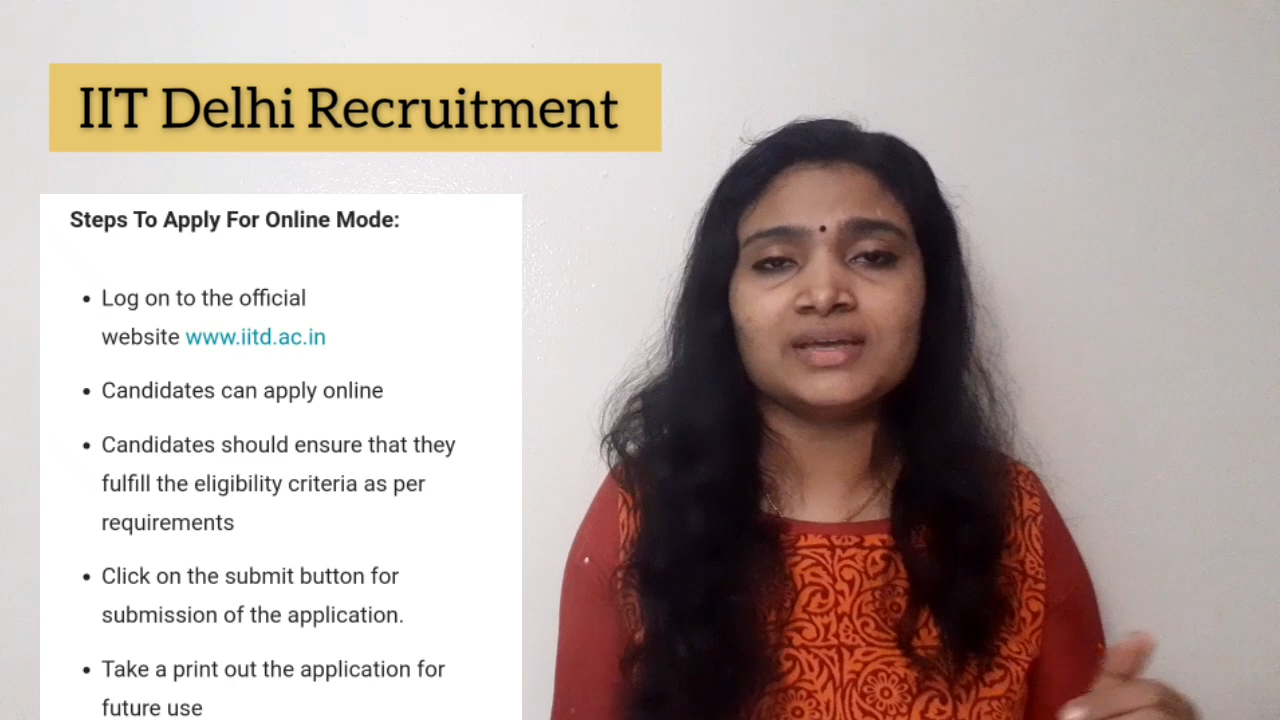 IIT Delhi Recruitment
Steps To Apply For Online Mode:
Log on to the official
website www.iitd.ac.in
Candidates can apply online
Candidates should ensure that they
fulfill the eligibility criteria as per
requirements
Click on the submit button for
submission of the application.
Take a print out the application for
future use